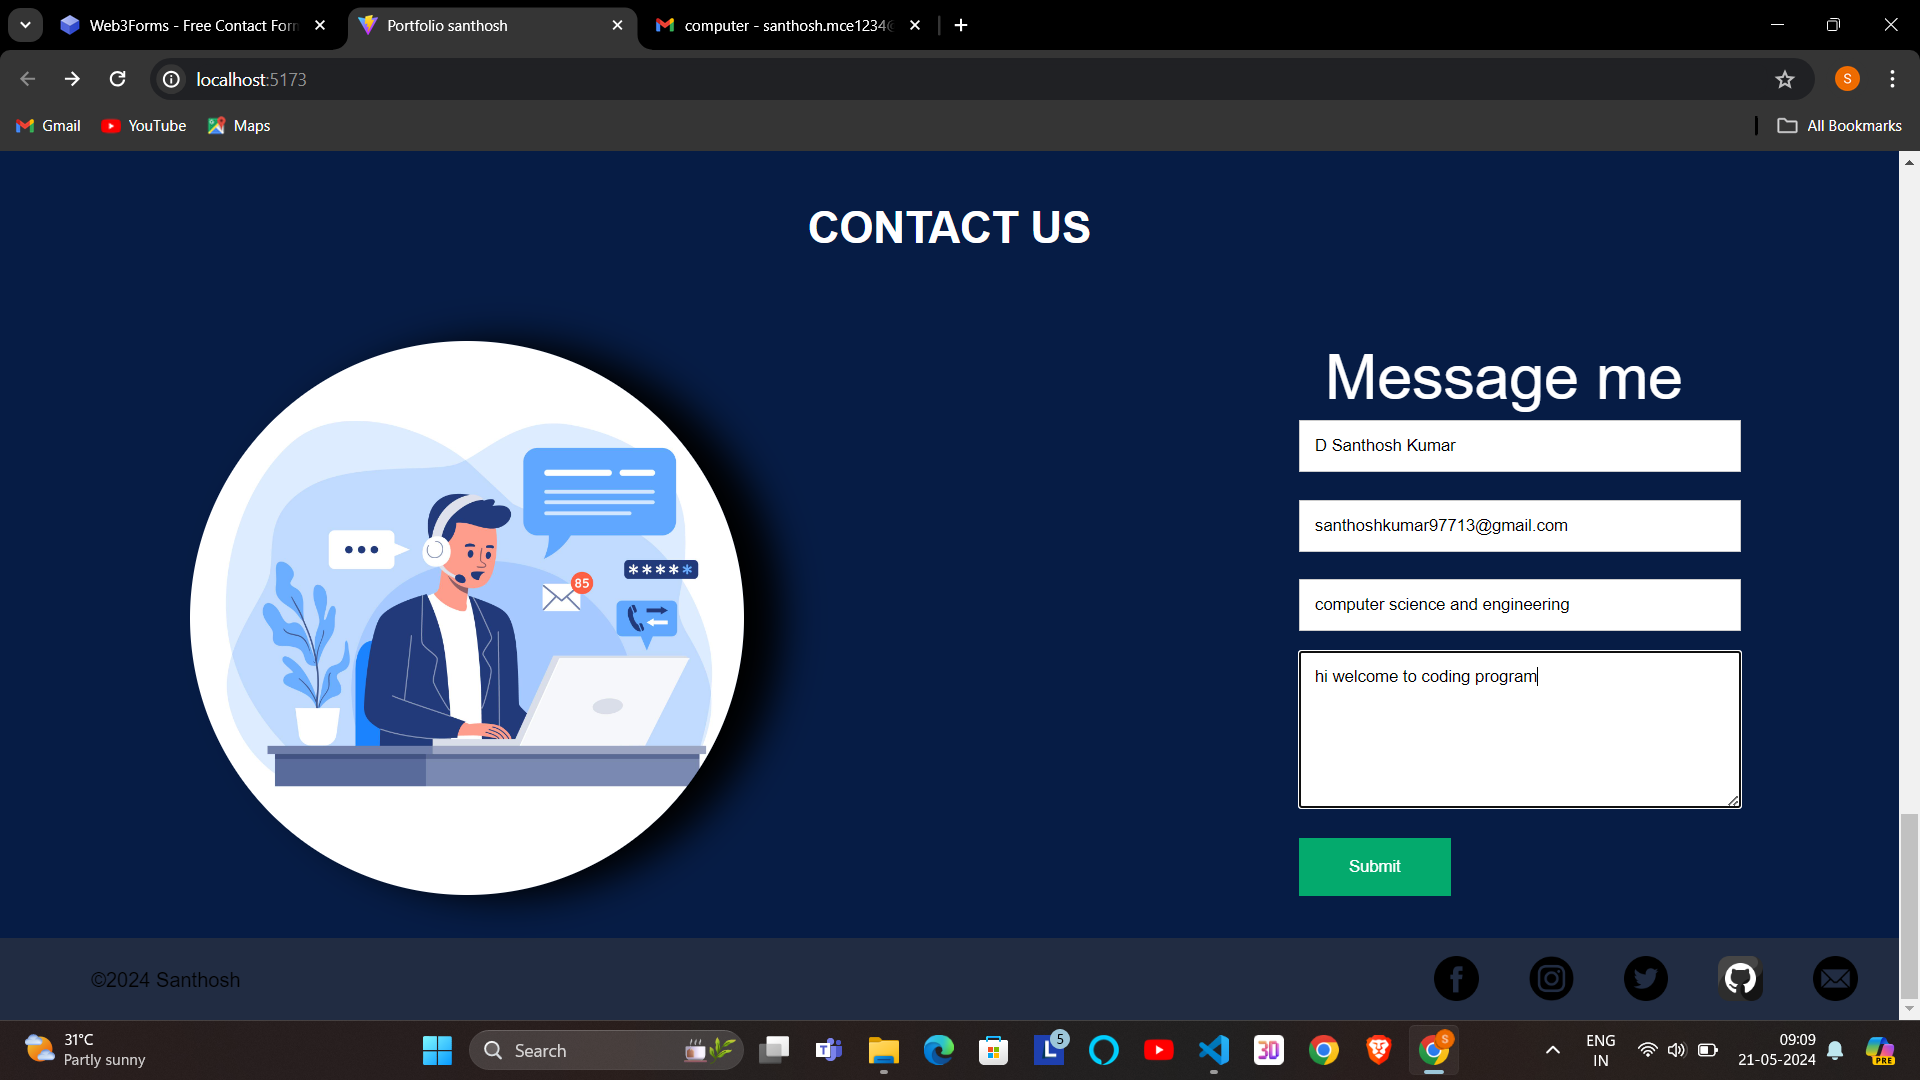 Web3Forms - Free Contact Form
Portfolio santhosh
computer - santhosh.mce1234@
localhost:5173
S
Gmail
YouTube
Maps
All Bookmarks
CONTACT US
Message me
D Santhosh Kumar
85
*****
santhoshkumar97713@gmail.com
computer science and engineering
hi welcome to coding program
Submit
©2024 Santhosh
31°C
Partly sunny
Search
5
S
ENG
IN
09:09
21-05-2024
PRE